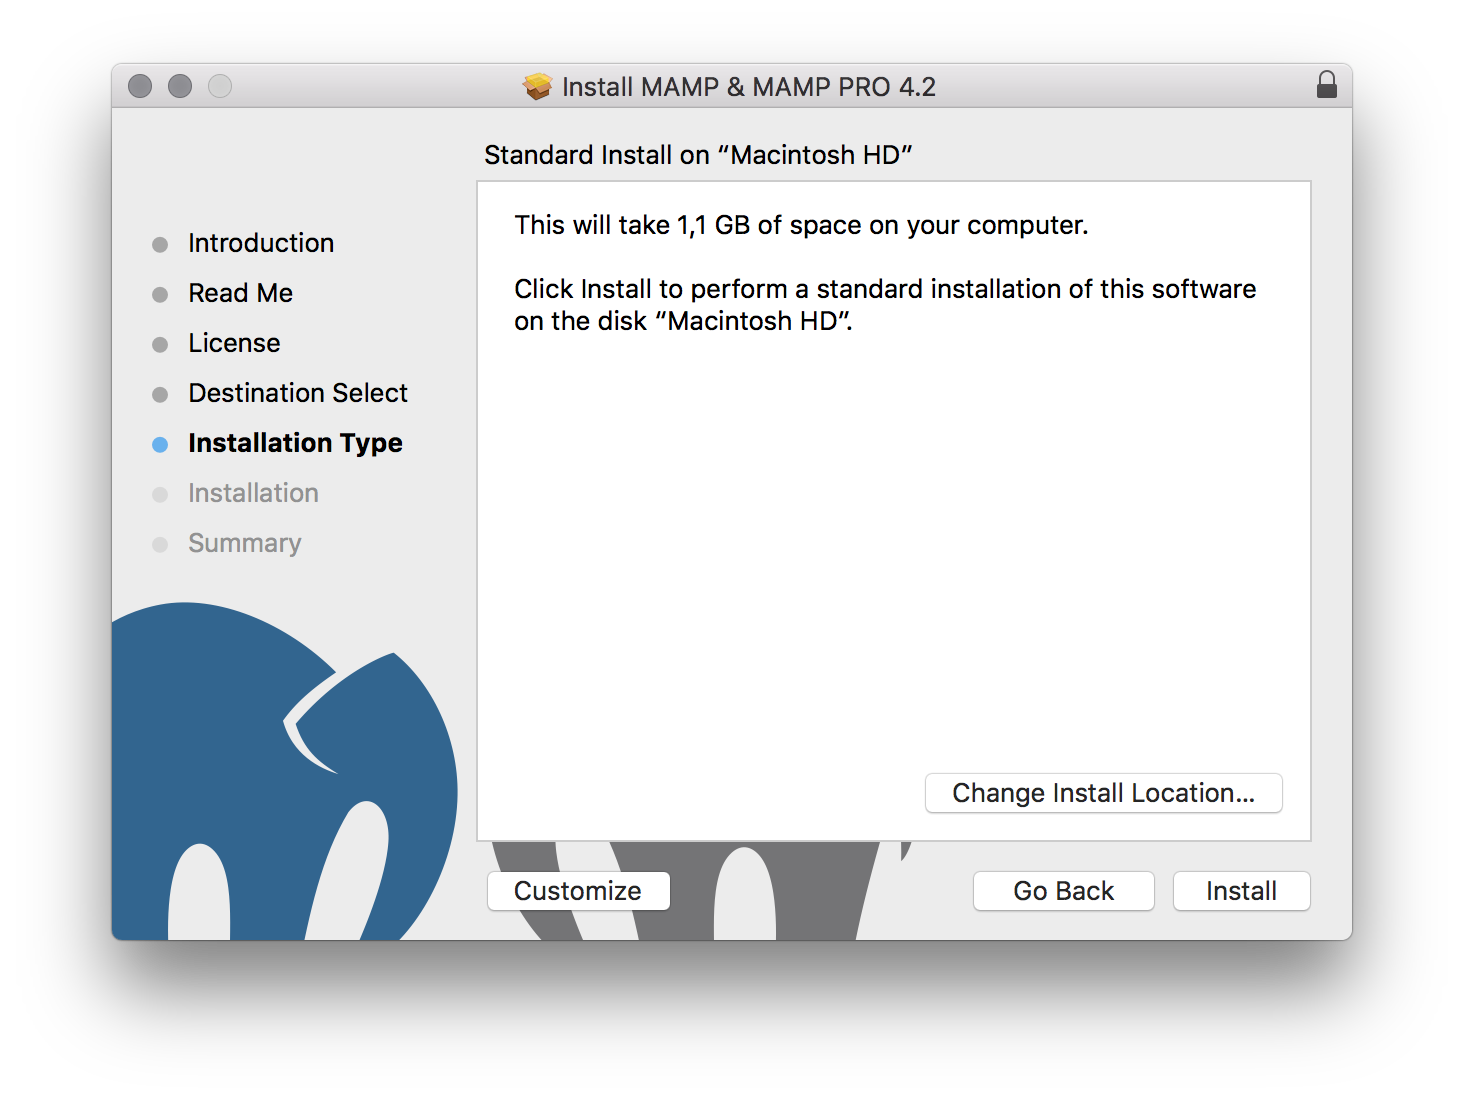 Install MAMP & MAMP PRO 4.2
Standard Install on “Macintosh HD”
Introduction
Read Me
License
Destination Select
Installation Type
Installation
Summary
This will take 1,1 GB of space on your computer.
Click Install to perform a standard installation of this software
on the disk “Macintosh HD”.
Change Install Location...
Customize
Go Back
Install